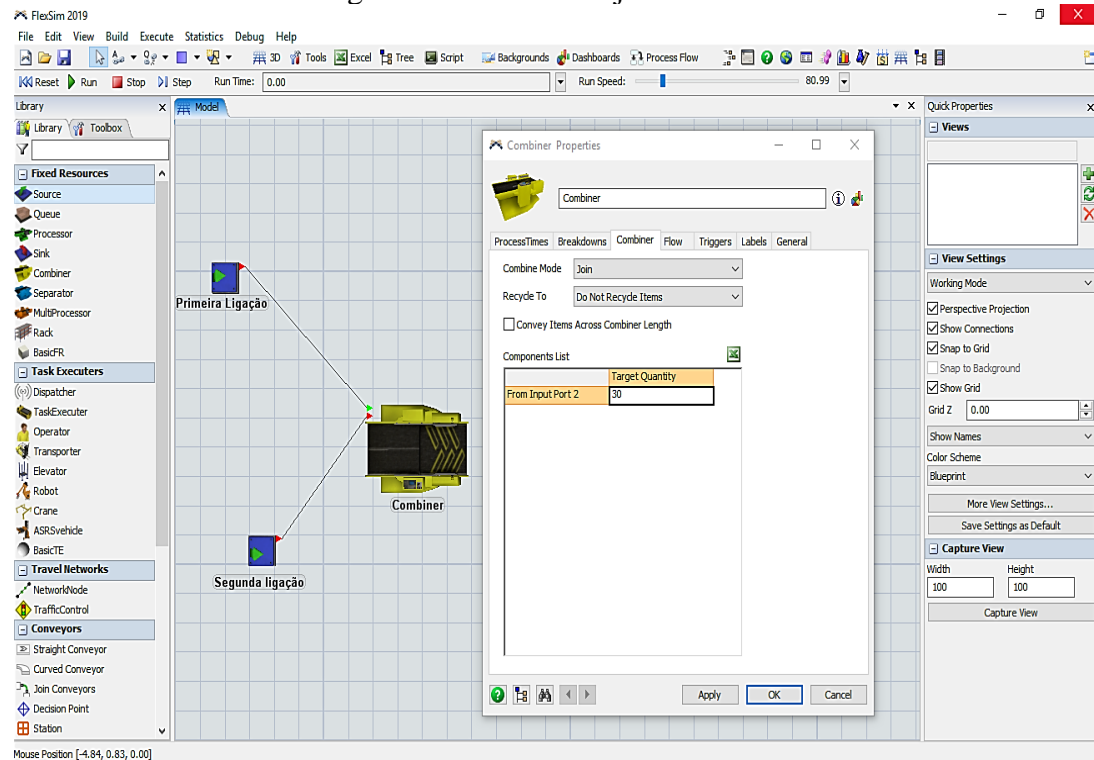 FlexSim 2019
File Edit View Build Execute Statistics Debug Help
3D Tools Excel Tree Script Backgrounds Dashboards Process Flow
Reset Run Stop Step Run Time: 0.00 Run Speed: 80.99
Library
Library Toolbox
Fixed Resources
Source
Queue
Processor
Sink
Combiner
Separator
MultiProcessor
Rack
BasicFR
Task Executers
Dispatcher
TaskExecuter
Operator
Transporter
Elevator
Robot
Crane
ASRSvehicle
BasicTE
Travel Networks
NetworkNode
TrafficControl
Conveyors
Straight Conveyor
Curved Conveyor
Join Conveyors
Decision Point
Station
Mouse Position [-4.84, 0.83, 0.00]
Model
Primeira Ligação
Combiner
Segunda ligação
Combiner Properties
Combiner
ProcessTimes Breakdowns Combiner Flow Triggers Labels General
Combine Mode Join
Recycle To Do Not Recycle Items
Convey Items Across Combiner Length
Components List
Target Quantity
From Input Port 2 30
Apply OK Cancel
Quick Properties
Views
View Settings
Working Mode
Perspective Projection
Show Connections
Snap to Grid
Snap to Background
Show Grid
Grid Z 0.00
Show Names
Color Scheme
Blueprint
More View Settings...
Save Settings as Default
Capture View
Width Height
100 100
Capture View